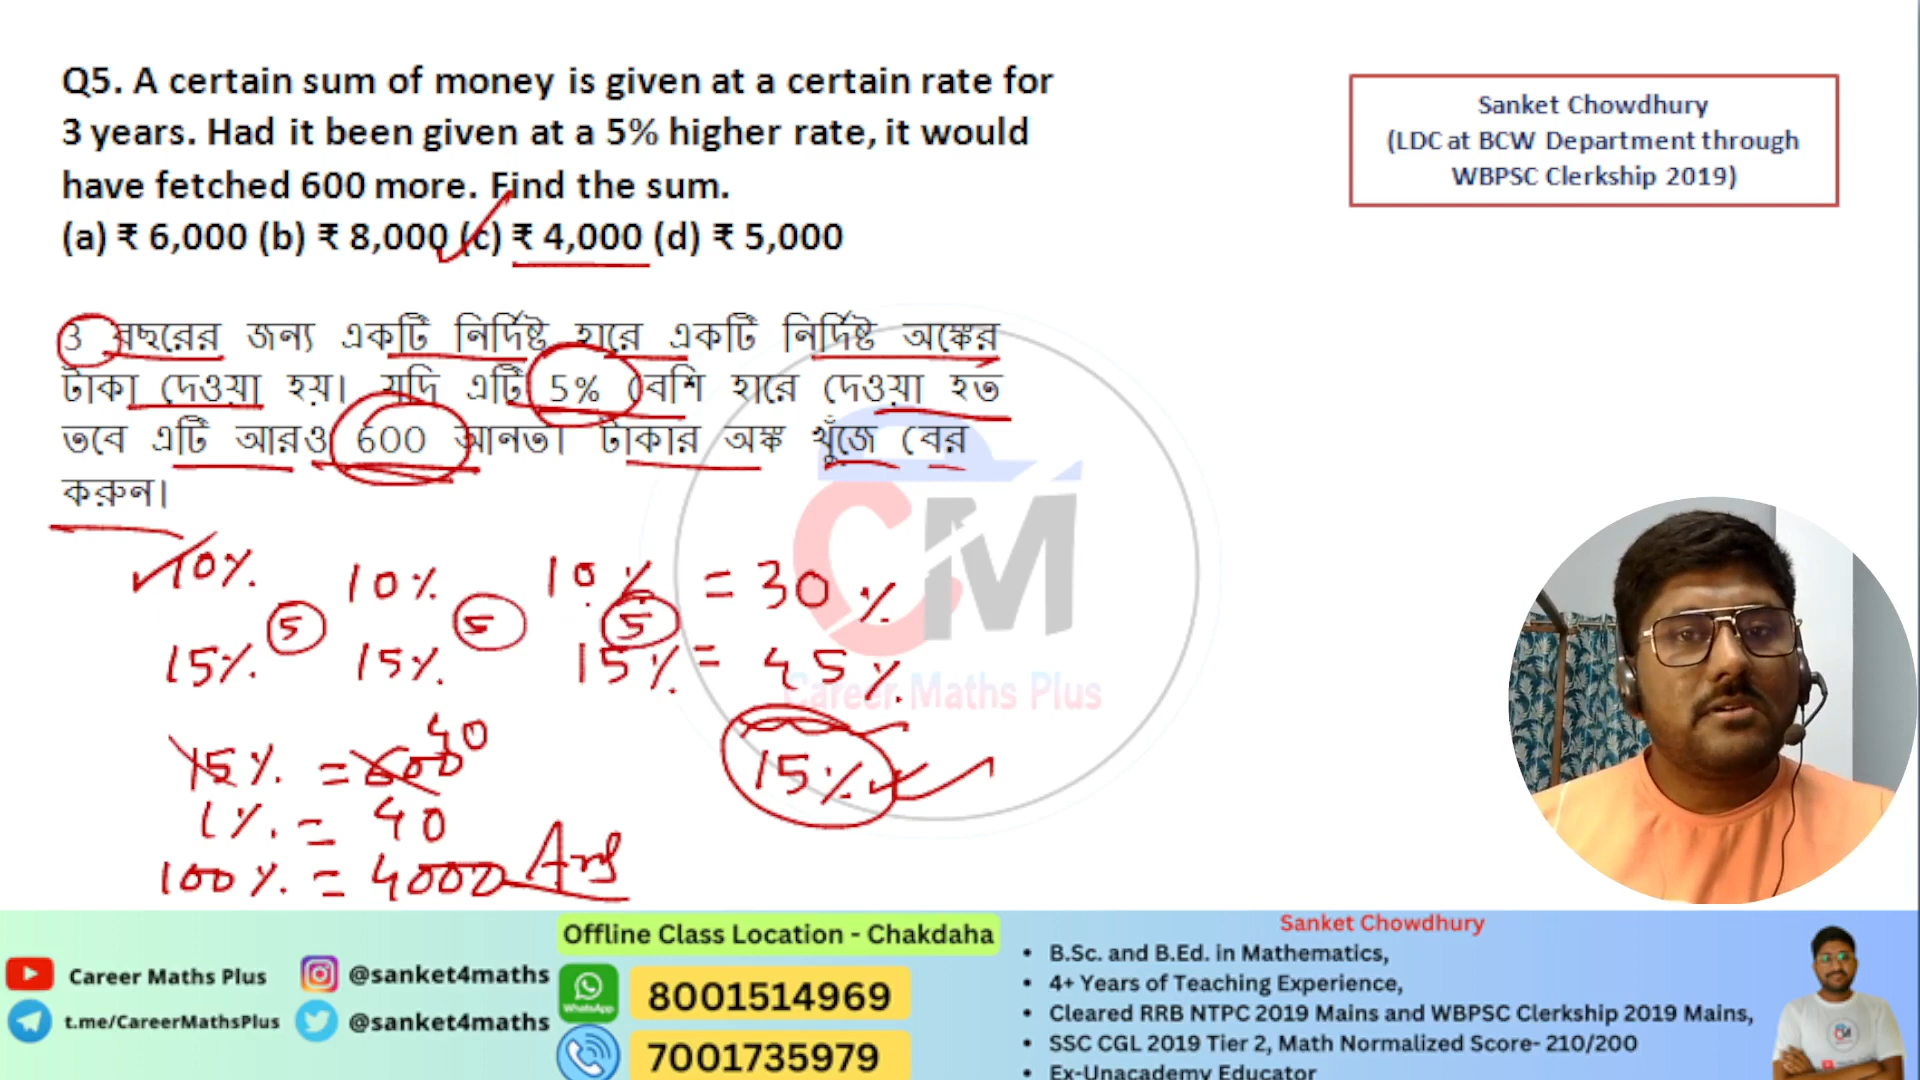 Q5. A certain sum of money is given at a certain rate for
3 years. Had it been given at a 5% higher rate, it would
have fetched 600 more. Find the sum.
(a) ₹ 6,000 (b) ₹ 8,000 (c) ₹ 4,000 (d) ₹ 5,000
3 বছরের জন্য একটি নির্দিষ্ট হারে একটি নির্দিষ্ট অঙ্কের
টাকা দেওয়া হয়। যদি এটি 5% বেশি হারে দেওয়া হত
তবে এটি আরও 600 আনত। টাকার অঙ্ক খুঁজে বের
করুন।
10% 10% 10% = 30%
5 5 5
15% 15% 15% = 45%
15%
40
15% = 600
1% = 40
100% = 4000 Ans
CM
Career Maths Plus
Sanket Chowdhury
(LDC at BCW Department through
WBPSC Clerkship 2019)
Career Maths Plus
@sanket4maths
t.me/CareerMathsPlus
@sanket4maths
Offline Class Location - Chakdaha
WhatsApp
8001514969
7001735979
Sanket Chowdhury
• B.Sc. and B.Ed. in Mathematics,
• 4+ Years of Teaching Experience,
• Cleared RRB NTPC 2019 Mains and WBPSC Clerkship 2019 Mains,
• SSC CGL 2019 Tier 2, Math Normalized Score- 210/200
• Ex-Unacademy Educator
CM